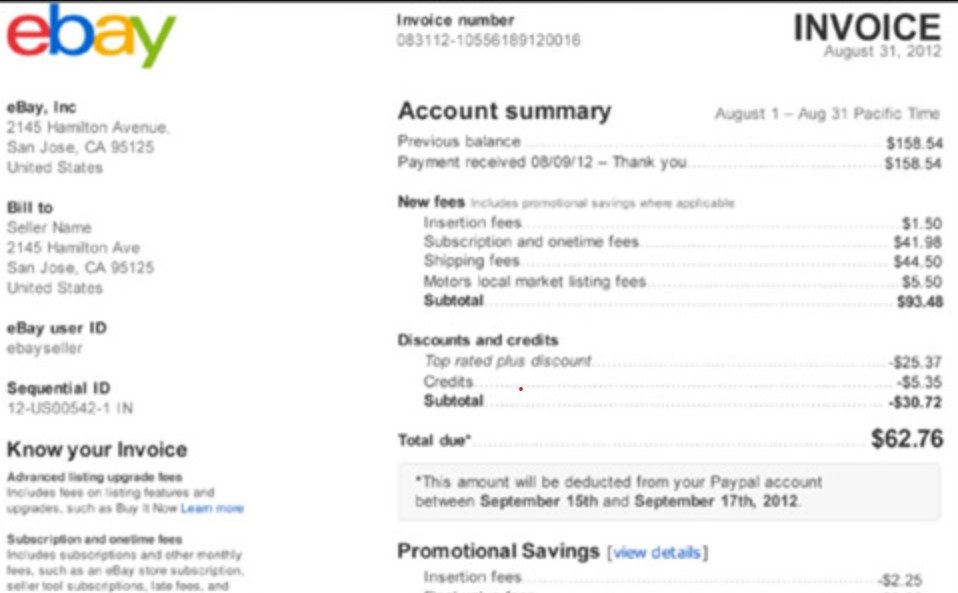 ebay
Invoice number
083112-10556189120016
INVOICE
August 31, 2012
eBay, Inc
2145 Hamilton Avenue.
San Jose, CA 95125
United States
Bill to
Seller Name
2145 Hamilton Ave
San Jose, CA 95125
United States
eBay user ID
ebayseller
Sequential ID
12-US00542-1 IN
Know your Invoice
Advanced listing upgrade fees
Includes fees on listing features and
upgrades, such as Buy It Now Learn more
Subscription and onetime fees
Includes subscriptions and other monthly
fees, such as an eBay store subscription,
seller tool subscriptions, late fees, and
Account summary August 1 – Aug 31 Pacific Time
Previous balance $158.54
Payment received 08/09/12 – Thank you $158.54
New fees Includes promotional savings where applicable
Insertion fees $1.50
Subscription and onetime fees $41.98
Shipping fees $44.50
Motors local market listing fees $5.50
Subtotal $93.48
Discounts and credits
Top rated plus discount -$25.37
Credits -$5.35
Subtotal -$30.72
Total due* $62.76
*This amount will be deducted from your Paypal account
between September 15th and September 17th, 2012.
Promotional Savings [view details]
Insertion fees -$2.25